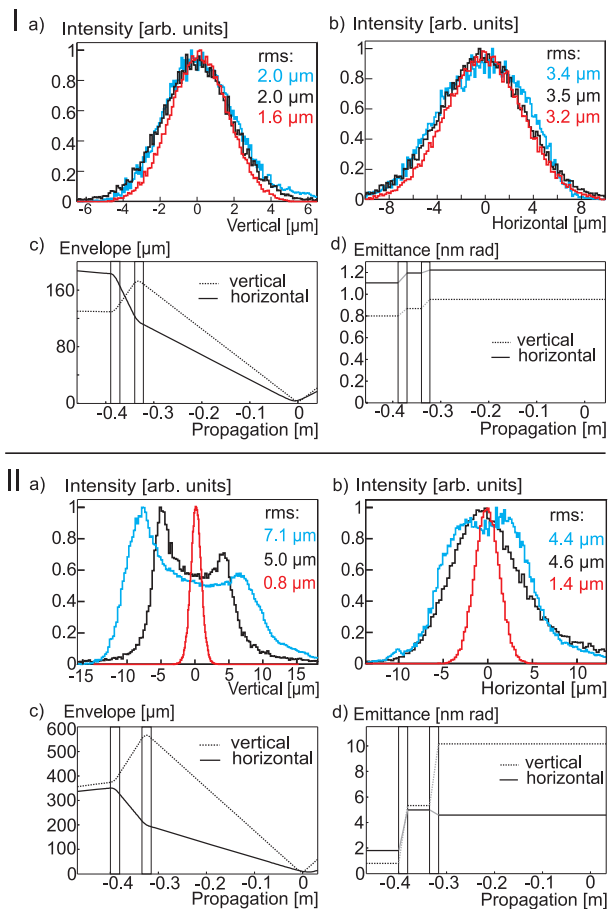 I
a) Intensity [arb. units]
1
0.8
0.6
0.4
0.2
0
-6 -4 -2 0 2 4 6
Vertical [µm]
rms:
2.0 µm
2.0 µm
1.6 µm
b) Intensity [arb. units]
1
0.8
0.6
0.4
0.2
0
-8 -4 0 4 8
Horizontal [µm]
rms:
3.4 µm
3.5 µm
3.2 µm
c) Envelope [µm]
160
80
0
-0.4 -0.3 -0.2 -0.1 0
Propagation [m]
vertical
horizontal
d) Emittance [nm rad]
1.2
1.0
0.8
0.6
0.4
0.2
0
-0.4 -0.3 -0.2 -0.1 0
Propagation [m]
vertical
horizontal
II
a) Intensity [arb. units]
1
0.8
0.6
0.4
0.2
0
-15 -10 -5 0 5 10 15
Vertical [µm]
rms:
7.1 µm
5.0 µm
0.8 µm
b) Intensity [arb. units]
1
0.8
0.6
0.4
0.2
0
-10 -5 0 5 10
Horizontal [µm]
rms:
4.4 µm
4.6 µm
1.4 µm
c) Envelope [µm]
600
500
400
300
200
100
0
-0.4 -0.3 -0.2 -0.1 0
Propagation [m]
vertical
horizontal
d) Emittance [nm rad]
10
8
6
4
2
0
-0.4 -0.3 -0.2 -0.1 0
Propagation [m]
vertical
horizontal